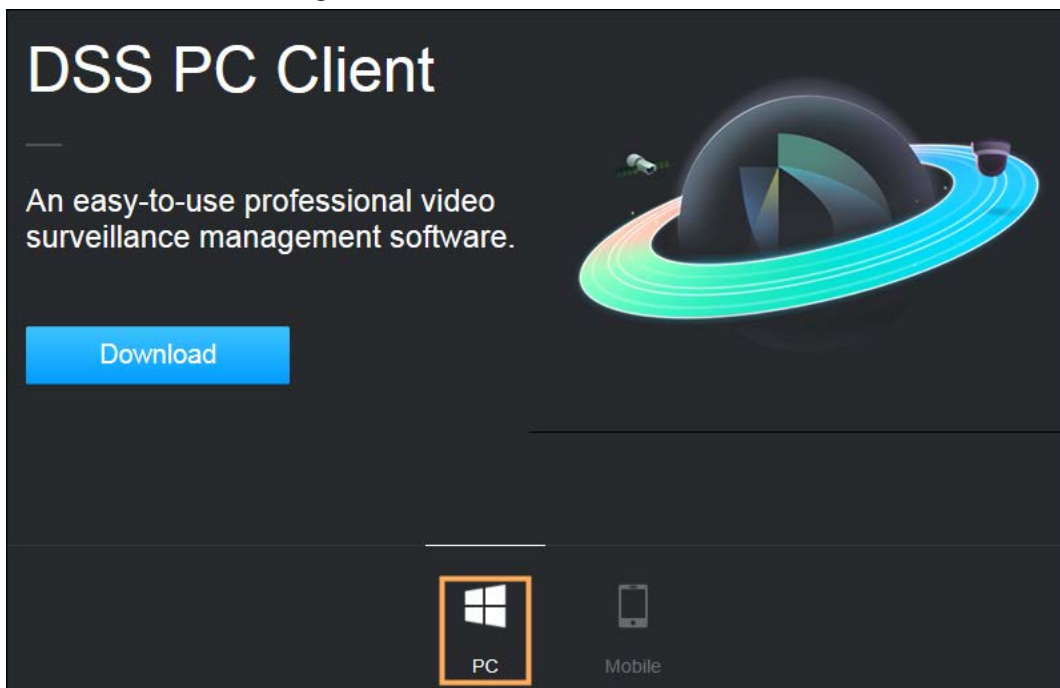 DSS PC Client
An easy-to-use professional video
surveillance management software.
Download
PC
Mobile